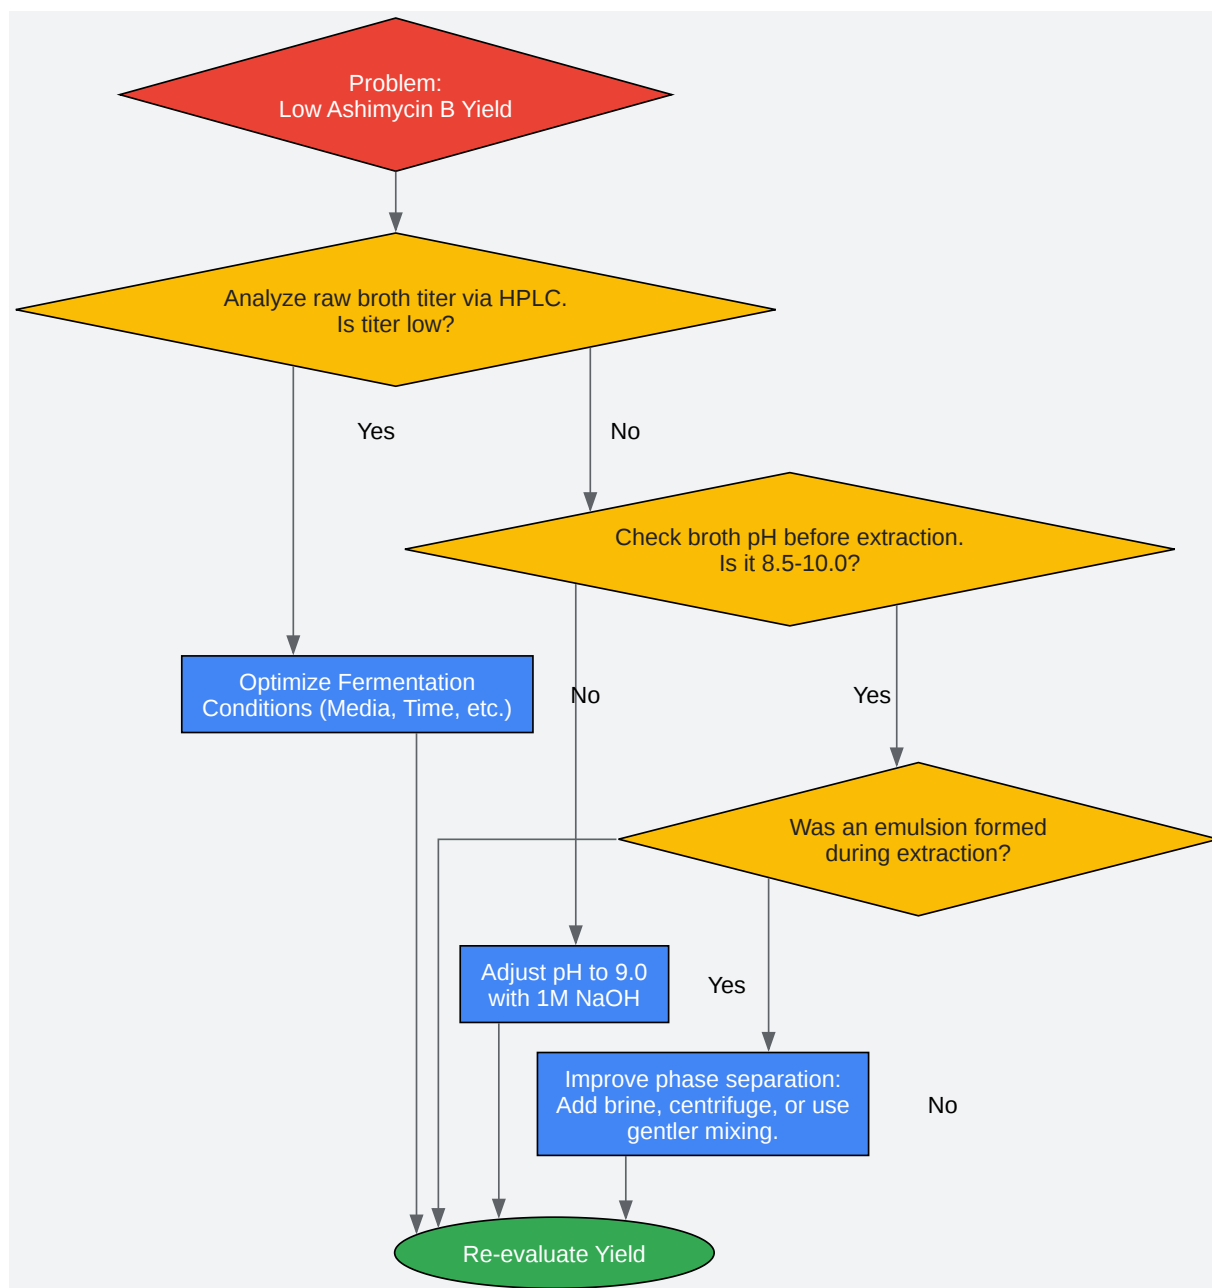 Problem:
Low Ashimycin B Yield
Analyze raw broth titer via HPLC.
Is titer low?
Yes
No
Check broth pH before extraction.
Is it 8.5-10.0?
Optimize Fermentation
Conditions (Media, Time, etc.)
No
Yes
Was an emulsion formed
during extraction?
Adjust pH to 9.0
with 1M NaOH
Yes
Improve phase separation:
Add brine, centrifuge, or use
gentler mixing.
No
Re-evaluate Yield